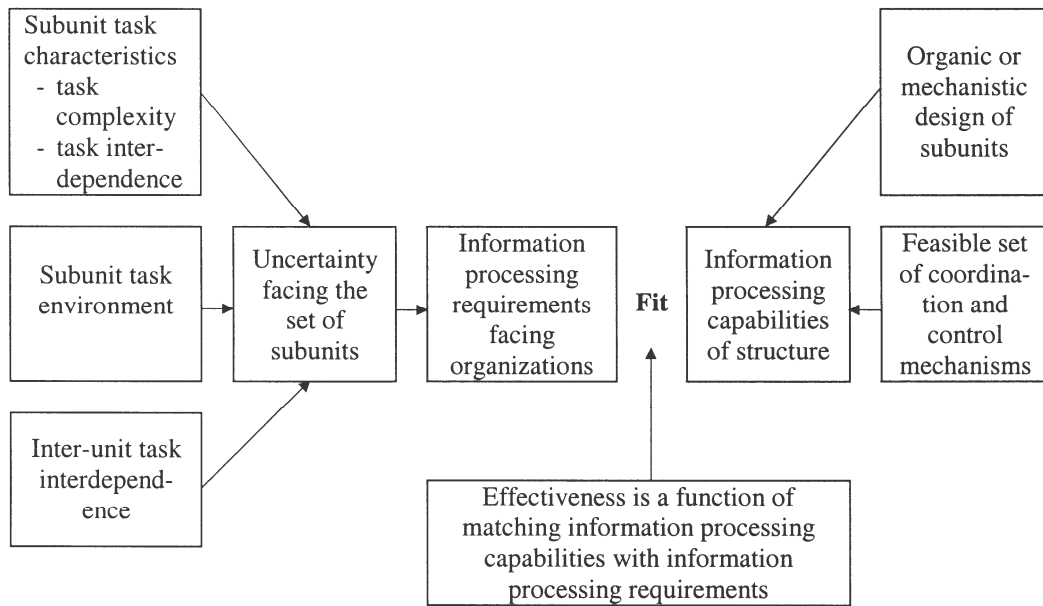 Subunit task
characteristics
- task
complexity
- task inter-
dependence
Subunit task
environment
Inter-unit task
interdepend-
ence
Uncertainty
facing the
set of
subunits
Information
processing
requirements
facing
organizations
Fit
Information
processing
capabilities
of structure
Organic or
mechanistic
design of
subunits
Feasible set
of coordina-
tion and
control
mechanisms
Effectiveness is a function of
matching information processing
capabilities with information
processing requirements